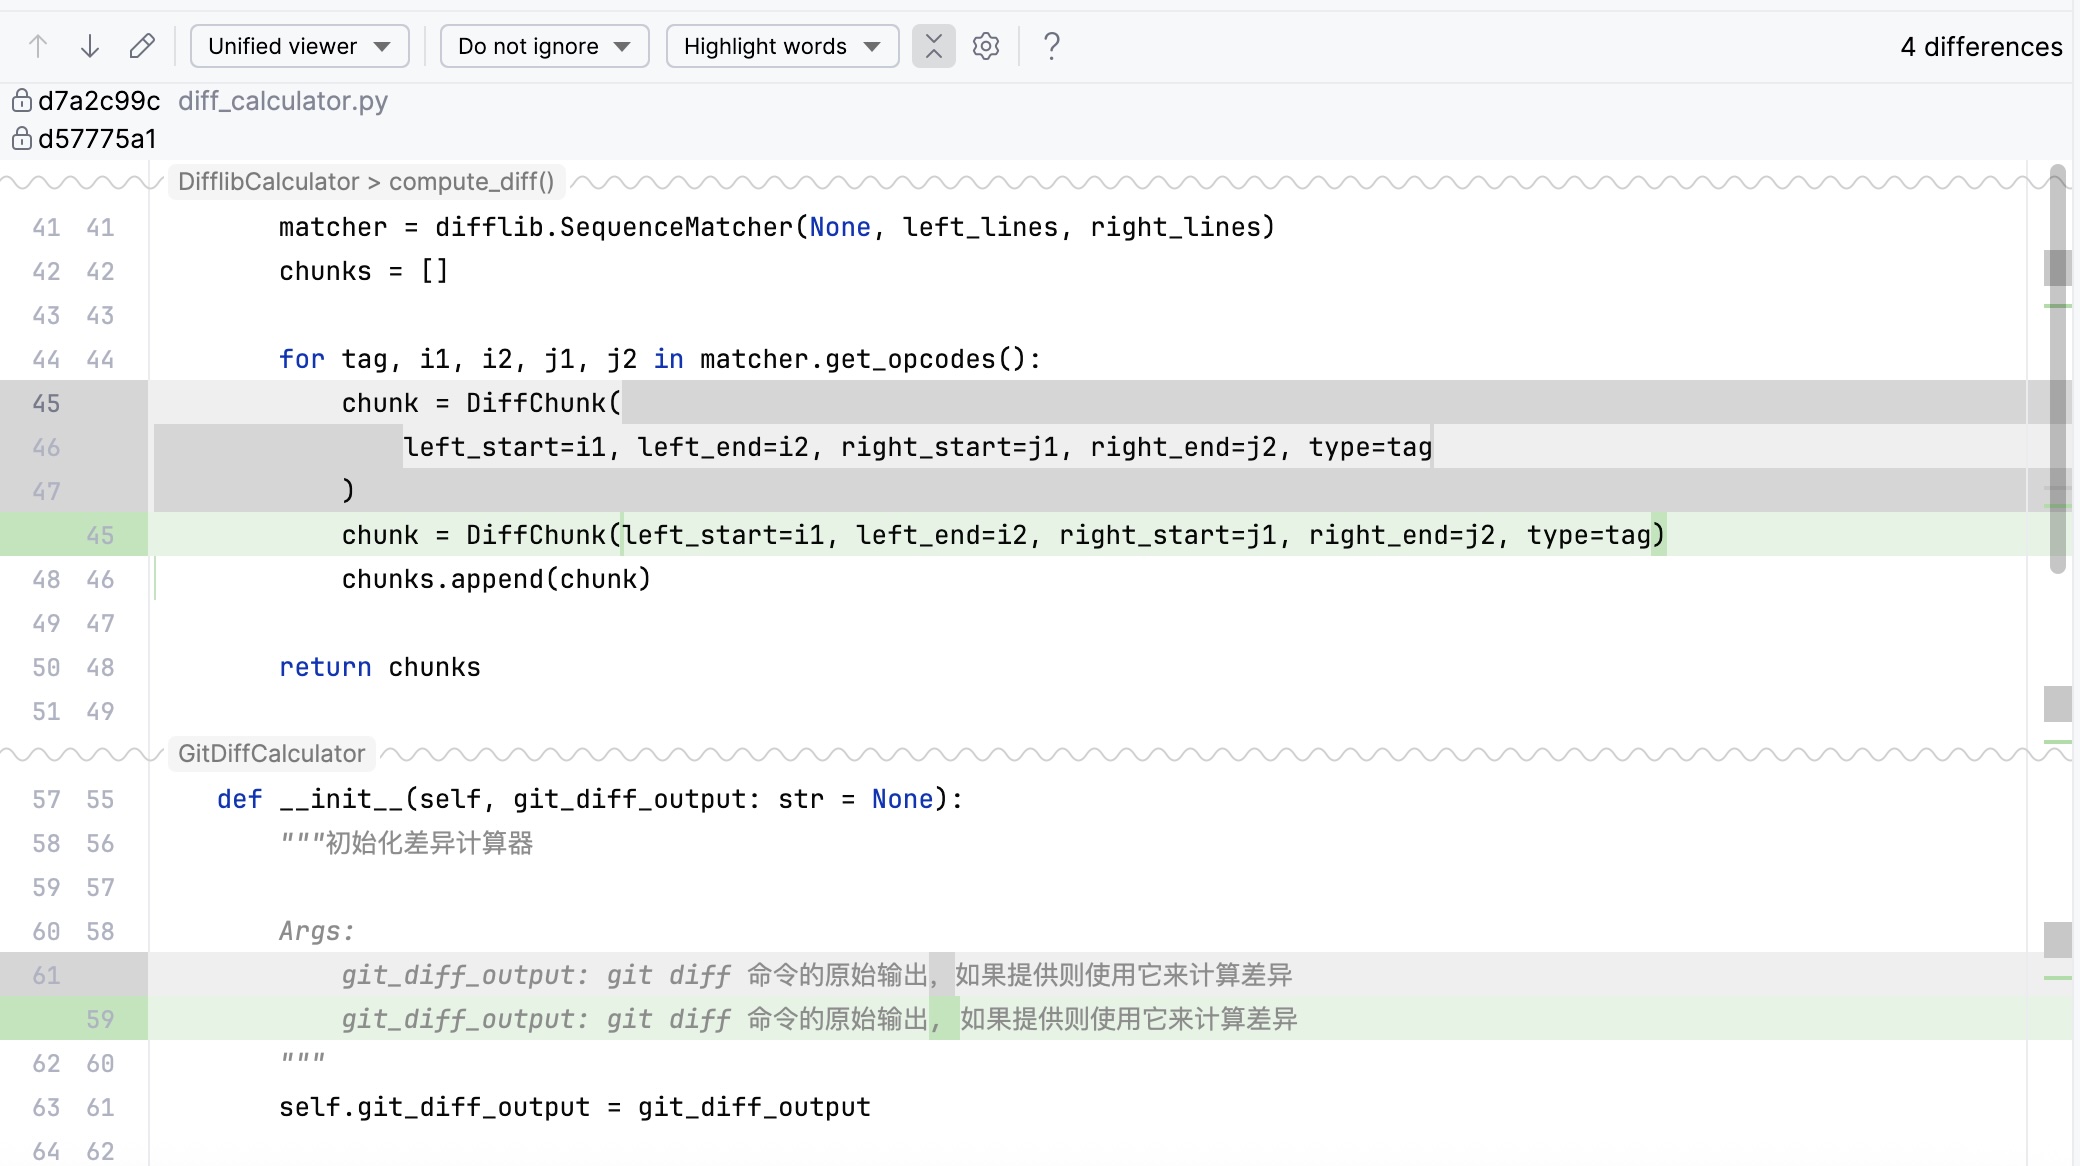 Unified viewer Do not ignore Highlight words ? 4 differences
d7a2c99c diff_calculator.py
d57775a1
DifflibCalculator > compute_diff()
41 41 matcher = difflib.SequenceMatcher(None, left_lines, right_lines)
42 42 chunks = []
43 43
44 44 for tag, i1, i2, j1, j2 in matcher.get_opcodes():
45 chunk = DiffChunk(
46 left_start=i1, left_end=i2, right_start=j1, right_end=j2, type=tag
47 )
45 chunk = DiffChunk(left_start=i1, left_end=i2, right_start=j1, right_end=j2, type=tag)
48 46 chunks.append(chunk)
49 47
50 48 return chunks
51 49
GitDiffCalculator
57 55 def __init__(self, git_diff_output: str = None):
58 56 """初始化差异计算器
59 57
60 58 Args:
61 git_diff_output: git diff 命令的原始输出，如果提供则使用它来计算差异
59 git_diff_output: git diff 命令的原始输出, 如果提供则使用它来计算差异
62 60 """
63 61 self.git_diff_output = git_diff_output
64 62